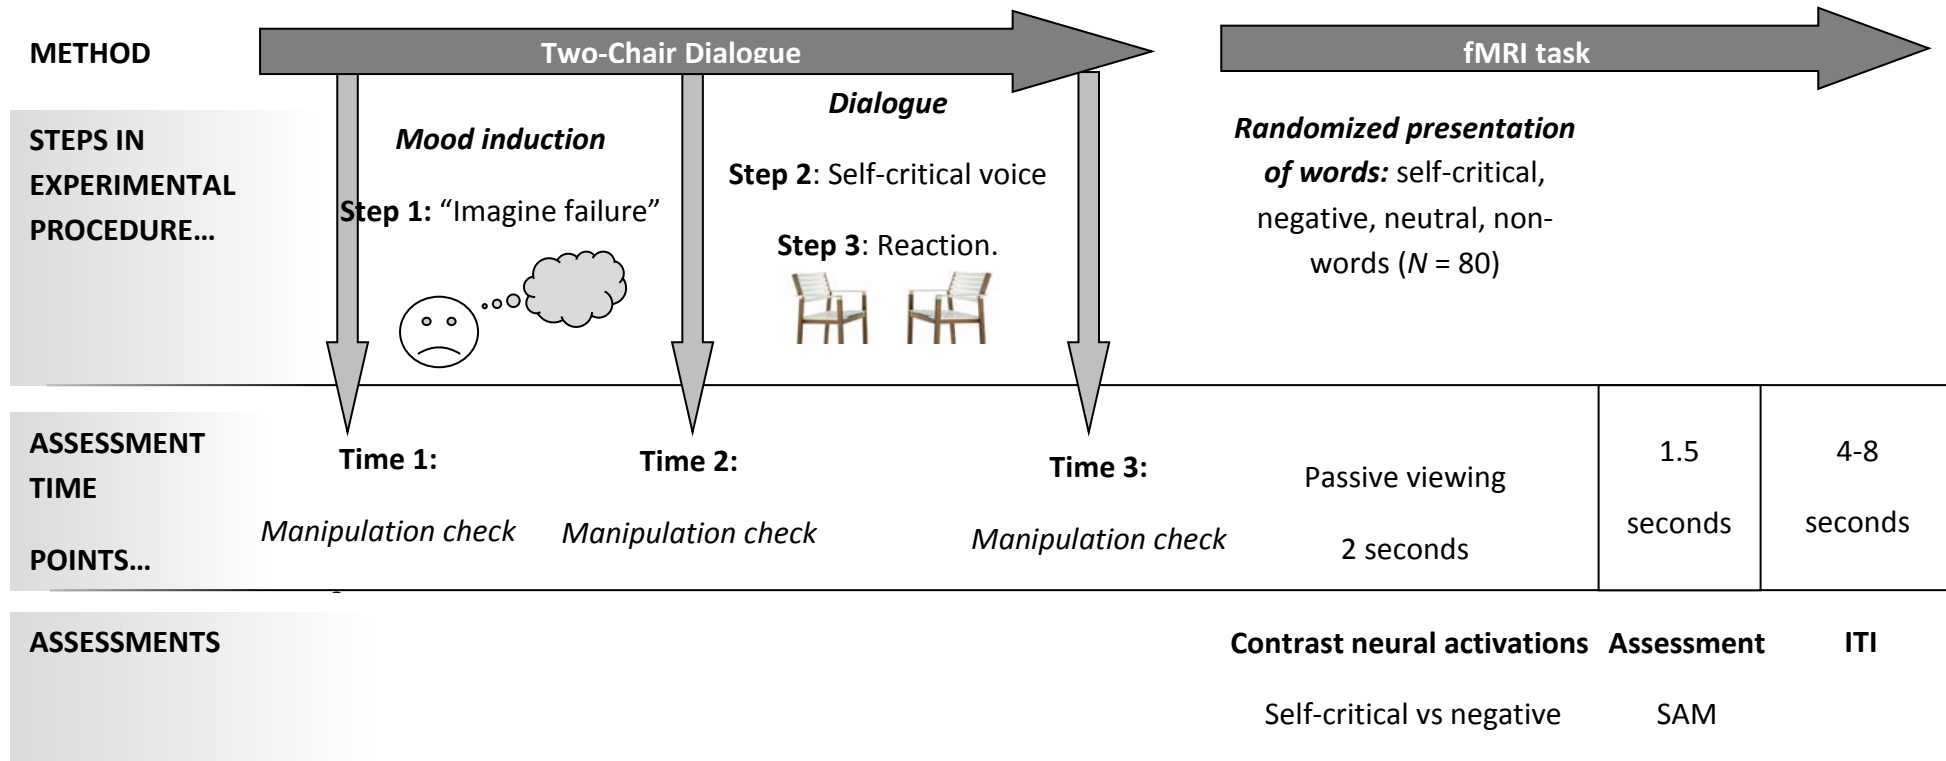 METHOD
Two-Chair Dialogue
fMRI task
STEPS IN
EXPERIMENTAL
PROCEDURE…
Mood induction
Step 1: “Imagine failure”
Dialogue
Step 2: Self-critical voice
Step 3: Reaction.
Randomized presentation
of words: self-critical,
negative, neutral, non-
words (N = 80)
ASSESSMENT
TIME
POINTS…
Time 1:
Manipulation check
Time 2:
Manipulation check
Time 3:
Manipulation check
Passive viewing
2 seconds
1.5
seconds
4-8
seconds
ASSESSMENTS
Contrast neural activations
Self-critical vs negative
Assessment
SAM
ITI